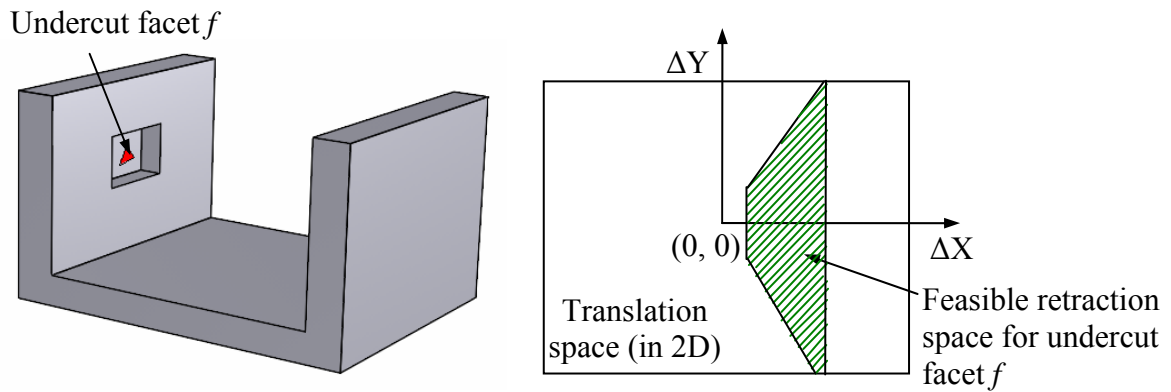 Undercut facet f
ΔY
(0, 0)
ΔX
Translation
space (in 2D)
Feasible retraction
space for undercut
facet f